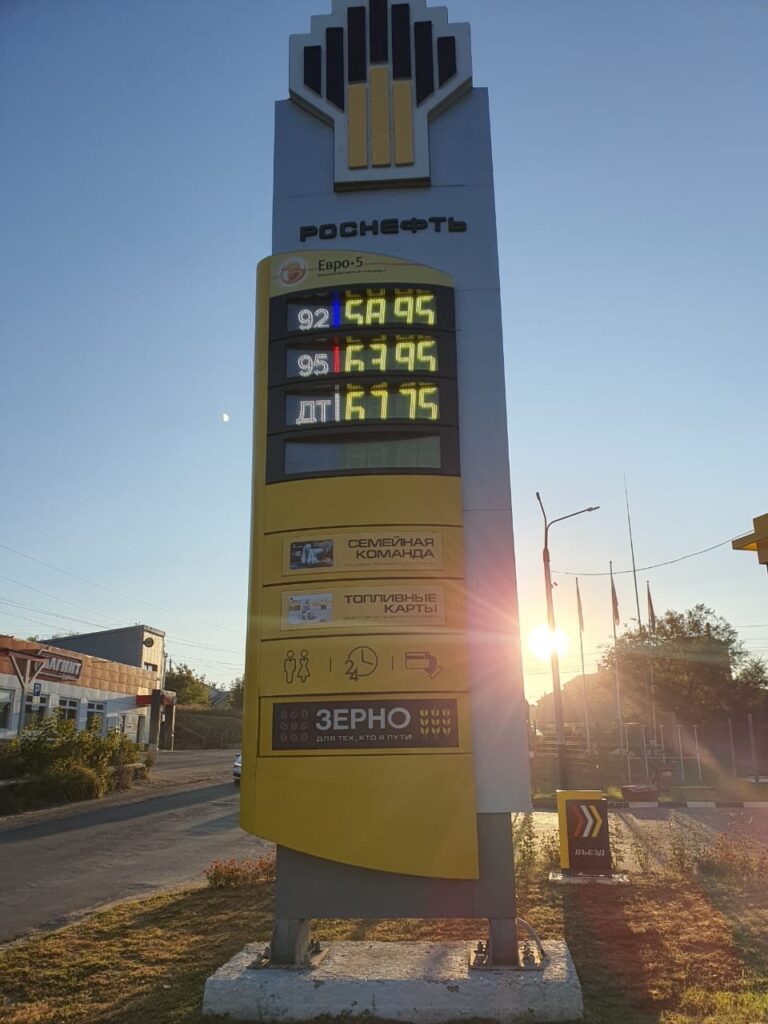 РОСНЕФТЬ
Евро-5
92 58 95
95 63 95
ДТ 67 75
СЕМЕЙНАЯ
КОМАНДА
ТОПЛИВНЫЕ
КАРТЫ
24
ЗЕРНО
ДЛЯ ТЕХ, КТО В ПУТИ
МАГНИТ
P
ВЪЕЗД